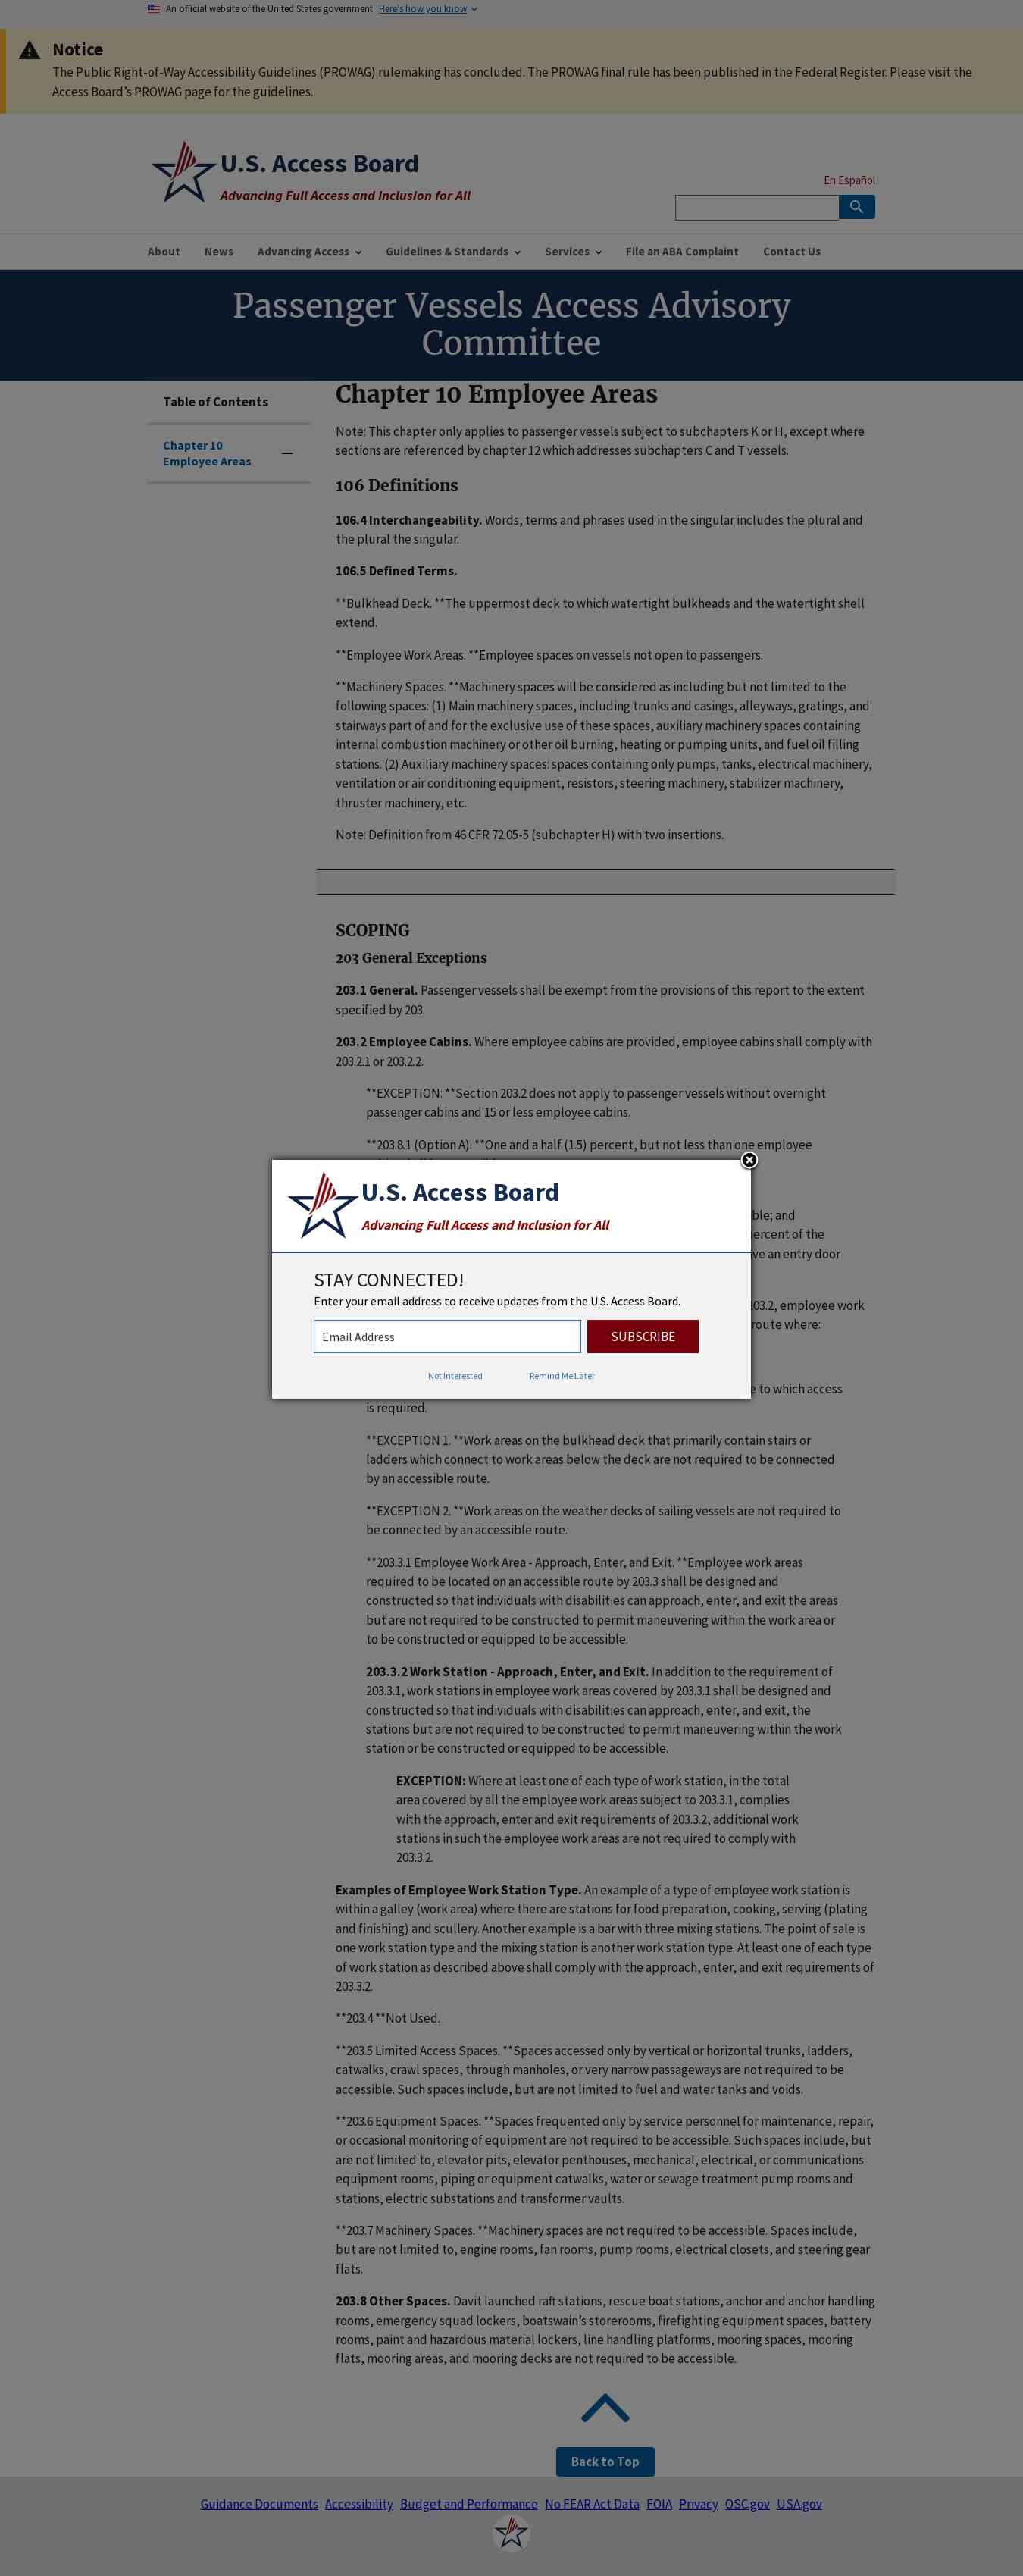 An official website of the United States government Here's how you know
Notice
The Public Right-of-Way Accessibility Guidelines (PROWAG) rulemaking has concluded. The PROWAG final rule has been published in the Federal Register. Please visit the
Access Board's PROWAG page for the guidelines.
U.S. Access Board
Advancing Full Access and Inclusion for All
En Español
About News Advancing Access Guidelines & Standards Services File an ABA Complaint Contact Us
Passenger Vessels Access Advisory
Committee
Table of Contents
Chapter 10
Employee Areas
Chapter 10 Employee Areas
Note: This chapter only applies to passenger vessels subject to subchapters K or H, except where
sections are referenced by chapter 12 which addresses subchapters C and T vessels.
106 Definitions
106.4 Interchangeability. Words, terms and phrases used in the singular includes the plural and
the plural the singular.
106.5 Defined Terms.
**Bulkhead Deck. **The uppermost deck to which watertight bulkheads and the watertight shell
extend.
**Employee Work Areas. **Employee spaces on vessels not open to passengers.
**Machinery Spaces. **Machinery spaces will be considered as including but not limited to the
following spaces: (1) Main machinery spaces, including trunks and casings, alleyways, gratings, and
stairways part of and for the exclusive use of these spaces, auxiliary machinery spaces containing
internal combustion machinery or other oil burning, heating or pumping units, and fuel oil filling
stations. (2) Auxiliary machinery spaces: spaces containing only pumps, tanks, electrical machinery,
ventilation or air conditioning equipment, resistors, steering machinery, stabilizer machinery,
thruster machinery, etc.
Note: Definition from 46 CFR 72.05-5 (subchapter H) with two insertions.
SCOPING
203 General Exceptions
203.1 General. Passenger vessels shall be exempt from the provisions of this report to the extent
specified by 203.
203.2 Employee Cabins. Where employee cabins are provided, employee cabins shall comply with
203.2.1 or 203.2.2.
**EXCEPTION: **Section 203.2 does not apply to passenger vessels without overnight
passenger cabins and 15 or less employee cabins.
**203.8.1 (Option A). **One and a half (1.5) percent, but not less than one employee
ble; and
percent of the
ve an entry door
203.2, employee work
route where:
U.S. Access Board
Advancing Full Access and Inclusion for All
STAY CONNECTED!
Enter your email address to receive updates from the U.S. Access Board.
Email Address SUBSCRIBE
Not Interested Remind Me Later
e to which access
is required.
**EXCEPTION 1. **Work areas on the bulkhead deck that primarily contain stairs or
ladders which connect to work areas below the deck are not required to be connected
by an accessible route.
**EXCEPTION 2. **Work areas on the weather decks of sailing vessels are not required to
be connected by an accessible route.
**203.3.1 Employee Work Area - Approach, Enter, and Exit. **Employee work areas
required to be located on an accessible route by 203.3 shall be designed and
constructed so that individuals with disabilities can approach, enter, and exit the areas
but are not required to be constructed to permit maneuvering within the work area or
to be constructed or equipped to be accessible.
203.3.2 Work Station - Approach, Enter, and Exit. In addition to the requirement of
203.3.1, work stations in employee work areas covered by 203.3.1 shall be designed and
constructed so that individuals with disabilities can approach, enter, and exit, the
stations but are not required to be constructed to permit maneuvering within the work
station or be constructed or equipped to be accessible.
EXCEPTION: Where at least one of each type of work station, in the total
area covered by all the employee work areas subject to 203.3.1, complies
with the approach, enter and exit requirements of 203.3.2, additional work
stations in such the employee work areas are not required to comply with
203.3.2.
Examples of Employee Work Station Type. An example of a type of employee work station is
within a galley (work area) where there are stations for food preparation, cooking, serving (plating
and finishing) and scullery. Another example is a bar with three mixing stations. The point of sale is
one work station type and the mixing station is another work station type. At least one of each type
of work station as described above shall comply with the approach, enter, and exit requirements of
203.3.2.
**203.4 **Not Used.
**203.5 Limited Access Spaces. **Spaces accessed only by vertical or horizontal trunks, ladders,
catwalks, crawl spaces, through manholes, or very narrow passageways are not required to be
accessible. Such spaces include, but are not limited to fuel and water tanks and voids.
**203.6 Equipment Spaces. **Spaces frequented only by service personnel for maintenance, repair,
or occasional monitoring of equipment are not required to be accessible. Such spaces include, but
are not limited to, elevator pits, elevator penthouses, mechanical, electrical, or communications
equipment rooms, piping or equipment catwalks, water or sewage treatment pump rooms and
stations, electric substations and transformer vaults.
**203.7 Machinery Spaces. **Machinery spaces are not required to be accessible. Spaces include,
but are not limited to, engine rooms, fan rooms, pump rooms, electrical closets, and steering gear
flats.
203.8 Other Spaces. Davit launched raft stations, rescue boat stations, anchor and anchor handling
rooms, emergency squad lockers, boatswain's storerooms, firefighting equipment spaces, battery
rooms, paint and hazardous material lockers, line handling platforms, mooring spaces, mooring
flats, mooring areas, and mooring decks are not required to be accessible.
Back to Top
Guidance Documents Accessibility Budget and Performance No FEAR Act Data FOIA Privacy OSC.gov USA.gov